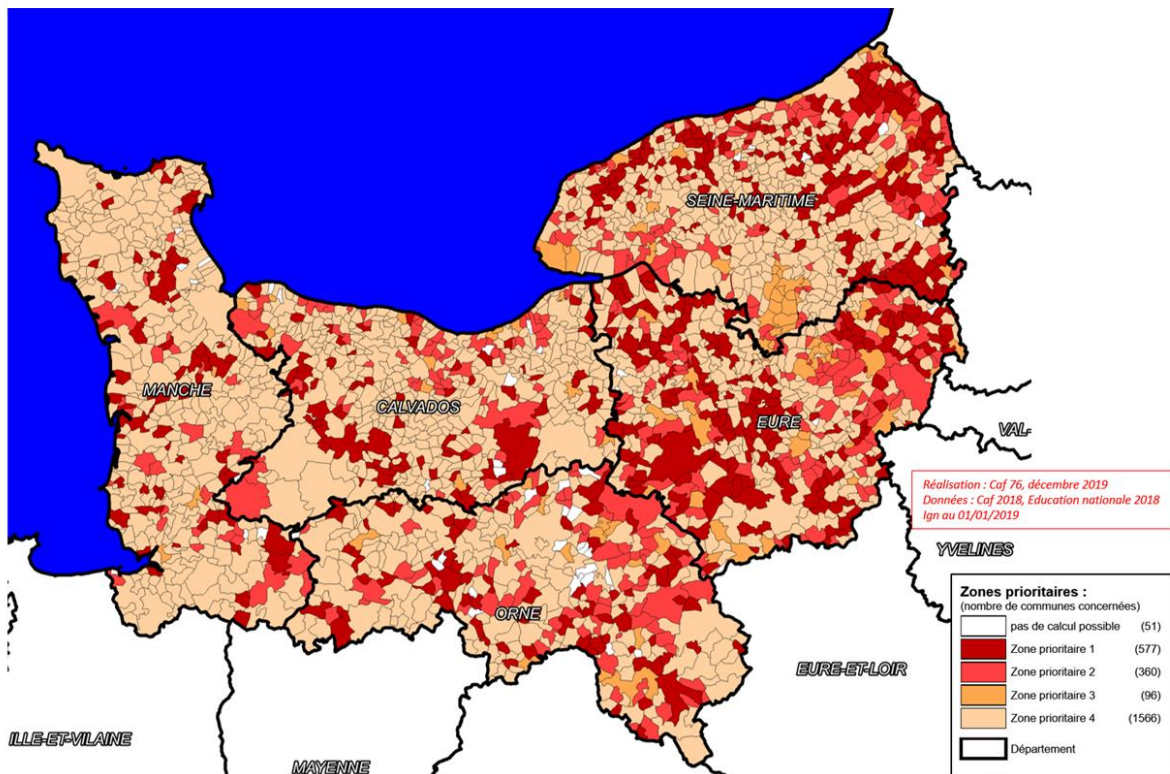 SEINE-MARITIME
MANCHE
CALVADOS
EURE
VAL-
Réalisation : Caf 76, décembre 2019
Données : Caf 2018, Education nationale 2018
Ign au 01/01/2019
YVELINES
ORNE
EURE-ET-LOIR
ILLE-ET-VILAINE
MAYENNE
Zones prioritaires :
(nombre de communes concernées)
pas de calcul possible (51)
Zone prioritaire 1 (577)
Zone prioritaire 2 (360)
Zone prioritaire 3 (96)
Zone prioritaire 4 (1566)
Département